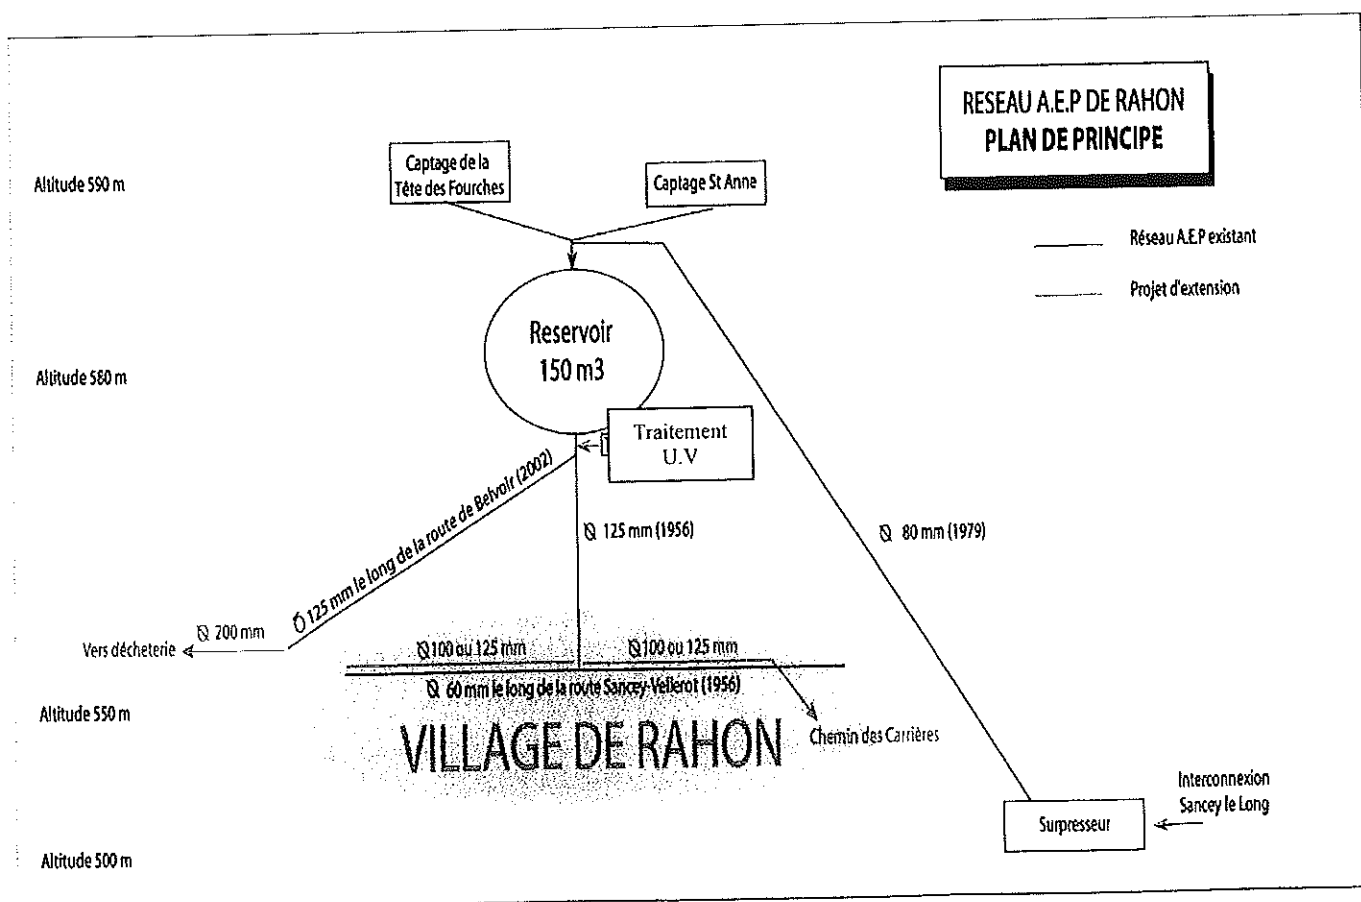 RESEAU A.E.P DE RAHON
PLAN DE PRINCIPE
Captage de la
Tête des Fourches
Captage St Anne
Altitude 590 m
Réseau A.E.P existant
Projet d'extension
Reservoir
150 m3
Altitude 580 m
Traitement
U.V
Ø 125 mm le long de la route de Belvoir (2002)
Ø 125 mm (1956)
Ø 80 mm (1979)
Ø 200 mm
Vers décheterie
Ø 100 ou 125 mm
Ø 100 ou 125 mm
Ø 60 mm le long de la route Sancey-Vellerot (1956)
Altitude 550 m
VILLAGE DE RAHON
Chemin des Carrières
Interconnexion
Sancey le Long
Surpresseur
Altitude 500 m